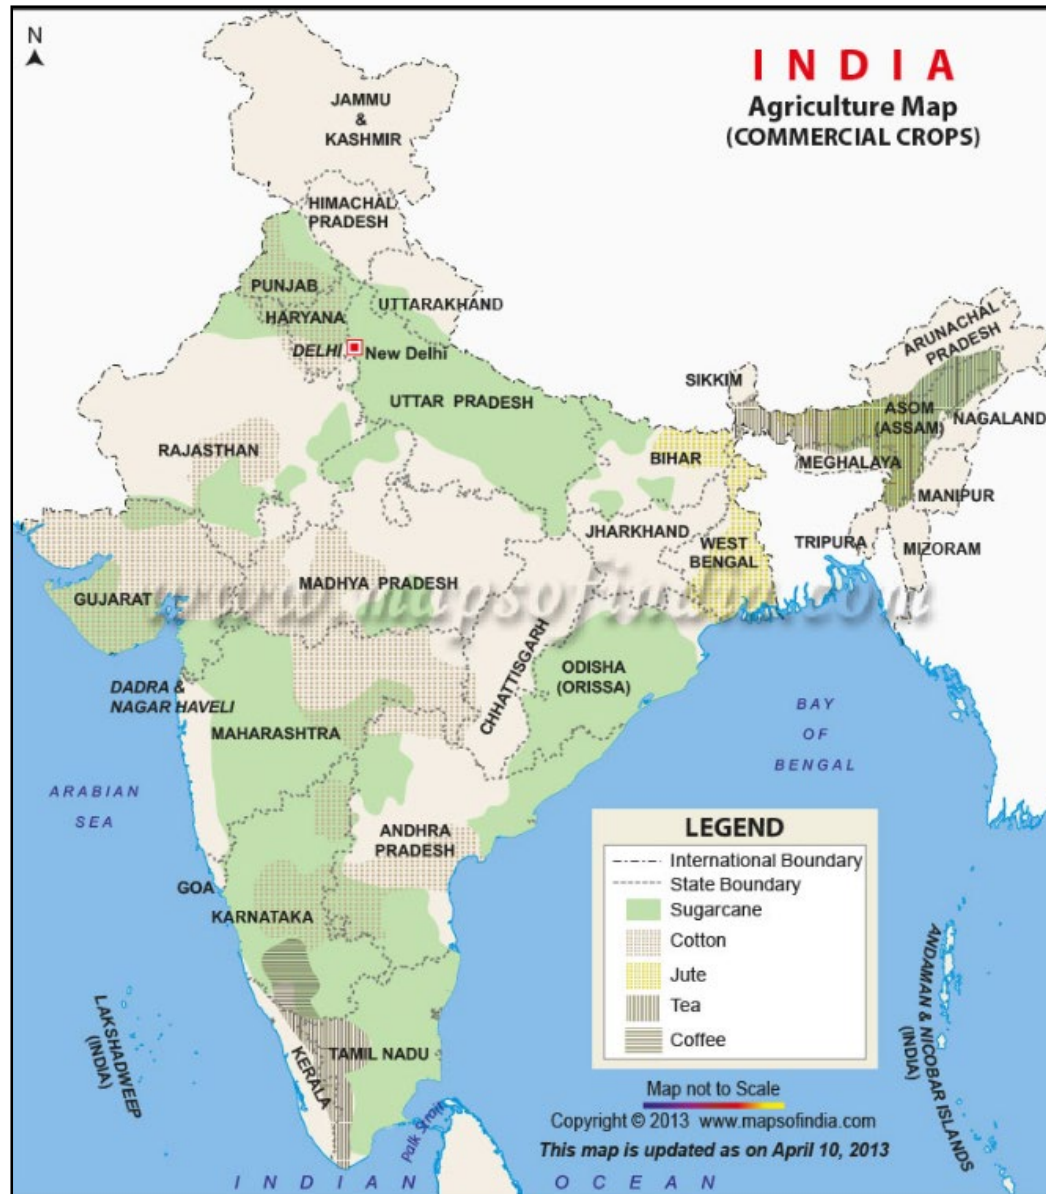 N
INDIA
Agriculture Map
(COMMERCIAL CROPS)
JAMMU
&
KASHMIR
HIMACHAL
PRADESH
PUNJAB
UTTARAKHAND
HARYANA
DELHI
New Delhi
ARUNACHAL
PRADESH
SIKKIM
UTTAR PRADESH
ASOM
(ASSAM)
NAGALAND
RAJASTHAN
BIHAR
MEGHALAYA
MANIPUR
JHARKHAND
WEST
BENGAL
TRIPURA
MIZORAM
MADHYA PRADESH
GUJARAT
www.mapsofindia.com
CHHATTISGARH
ODISHA
(ORISSA)
DADRA &
NAGAR HAVELI
MAHARASHTRA
BAY
OF
BENGAL
ARABIAN
SEA
ANDHRA
PRADESH
GOA
KARNATAKA
LAKSHADWEEP
(INDIA)
KERALA
TAMIL NADU
Palk Strait
ANDAMAN & NICOBAR ISLANDS
(INDIA)
LEGEND
International Boundary
State Boundary
Sugarcane
Cotton
Jute
Tea
Coffee
Map not to Scale
Copyright © 2013 www.mapsofindia.com
This map is updated as on April 10, 2013
INDIAN OCEAN